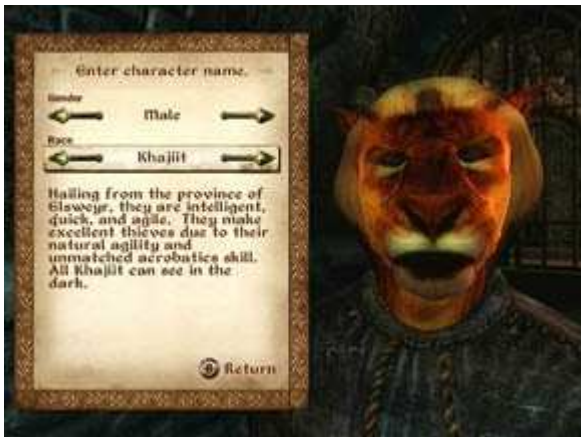 Enter character name.
Gender
Male
Race
Khajiit
Hailing from the province of
Elsweyr, they are intelligent,
quick, and agile. They make
excellent thieves due to their
natural agility and
unmatched acrobatics skill.
All Khajiit can see in the
dark.
B Return